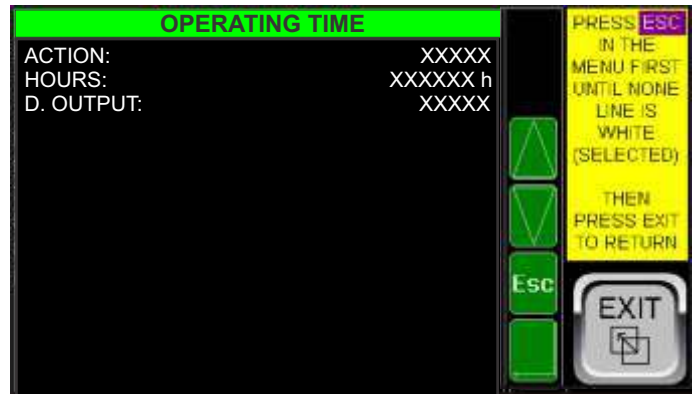 OPERATING TIME
ACTION: XXXXX
HOURS: XXXXXX h
D. OUTPUT: XXXXX
PRESS ESC
IN THE
MENU FIRST
UNTIL NONE
LINE IS
WHITE
(SELECTED)
THEN
PRESS EXIT
TO RETURN
Esc
EXIT